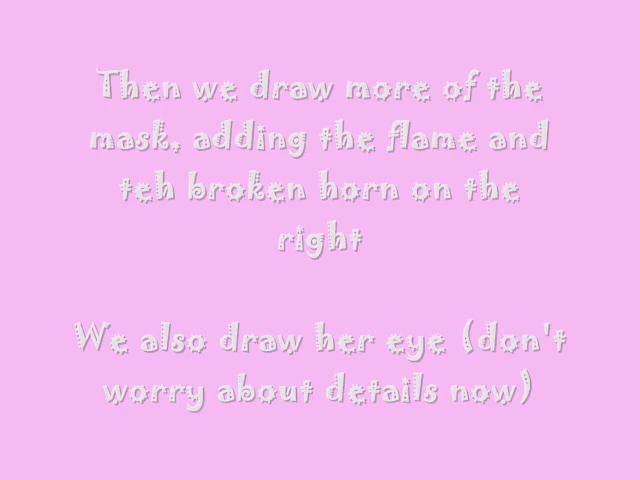 Then we draw more of the
mask, adding the flame and
teh broken horn on the
right
We also draw her eye (don't
worry about details now)